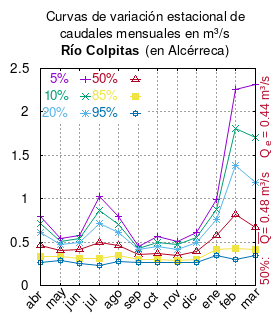 Curvas de variación estacional de
caudales mensuales en m³/s
Río Colpitas (en Alcérreca)
5% 50%
10% 85%
20% 95%
2.5
2
1.5
1
0.5
0
abr may jun jul ago sep oct nov dic ene feb mar
50%. Q= 0.48 m³/s Q e = 0.44 m³/s